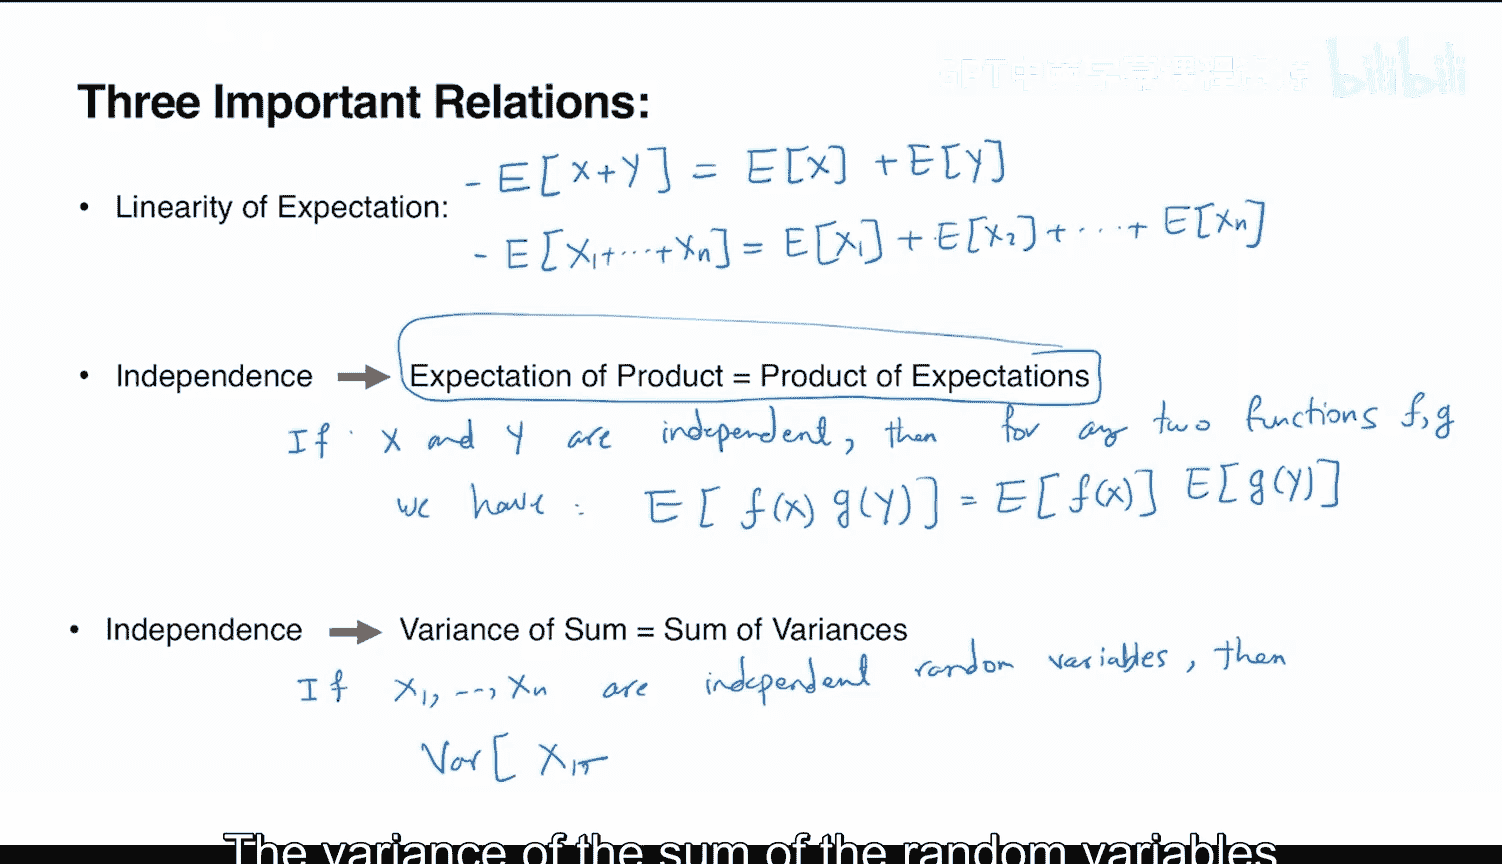 bilibili
Three Important Relations:
- E[X+Y] = E[X] + E[Y]
• Linearity of Expectation:
- E[X₁+⋯+Xₙ] = E[X₁] + E[X₂] + ⋯ + E[Xₙ]
• Independence ➡ Expectation of Product = Product of Expectations
If X and Y are independent, then for any two functions f,g
we have: E[f(X) g(Y)] = E[f(X)] E[g(Y)]
• Independence ➡ Variance of Sum = Sum of Variances
If X₁, ..., Xₙ are independent random variables, then
Var[ X₁
The variance of the sum of the random variables